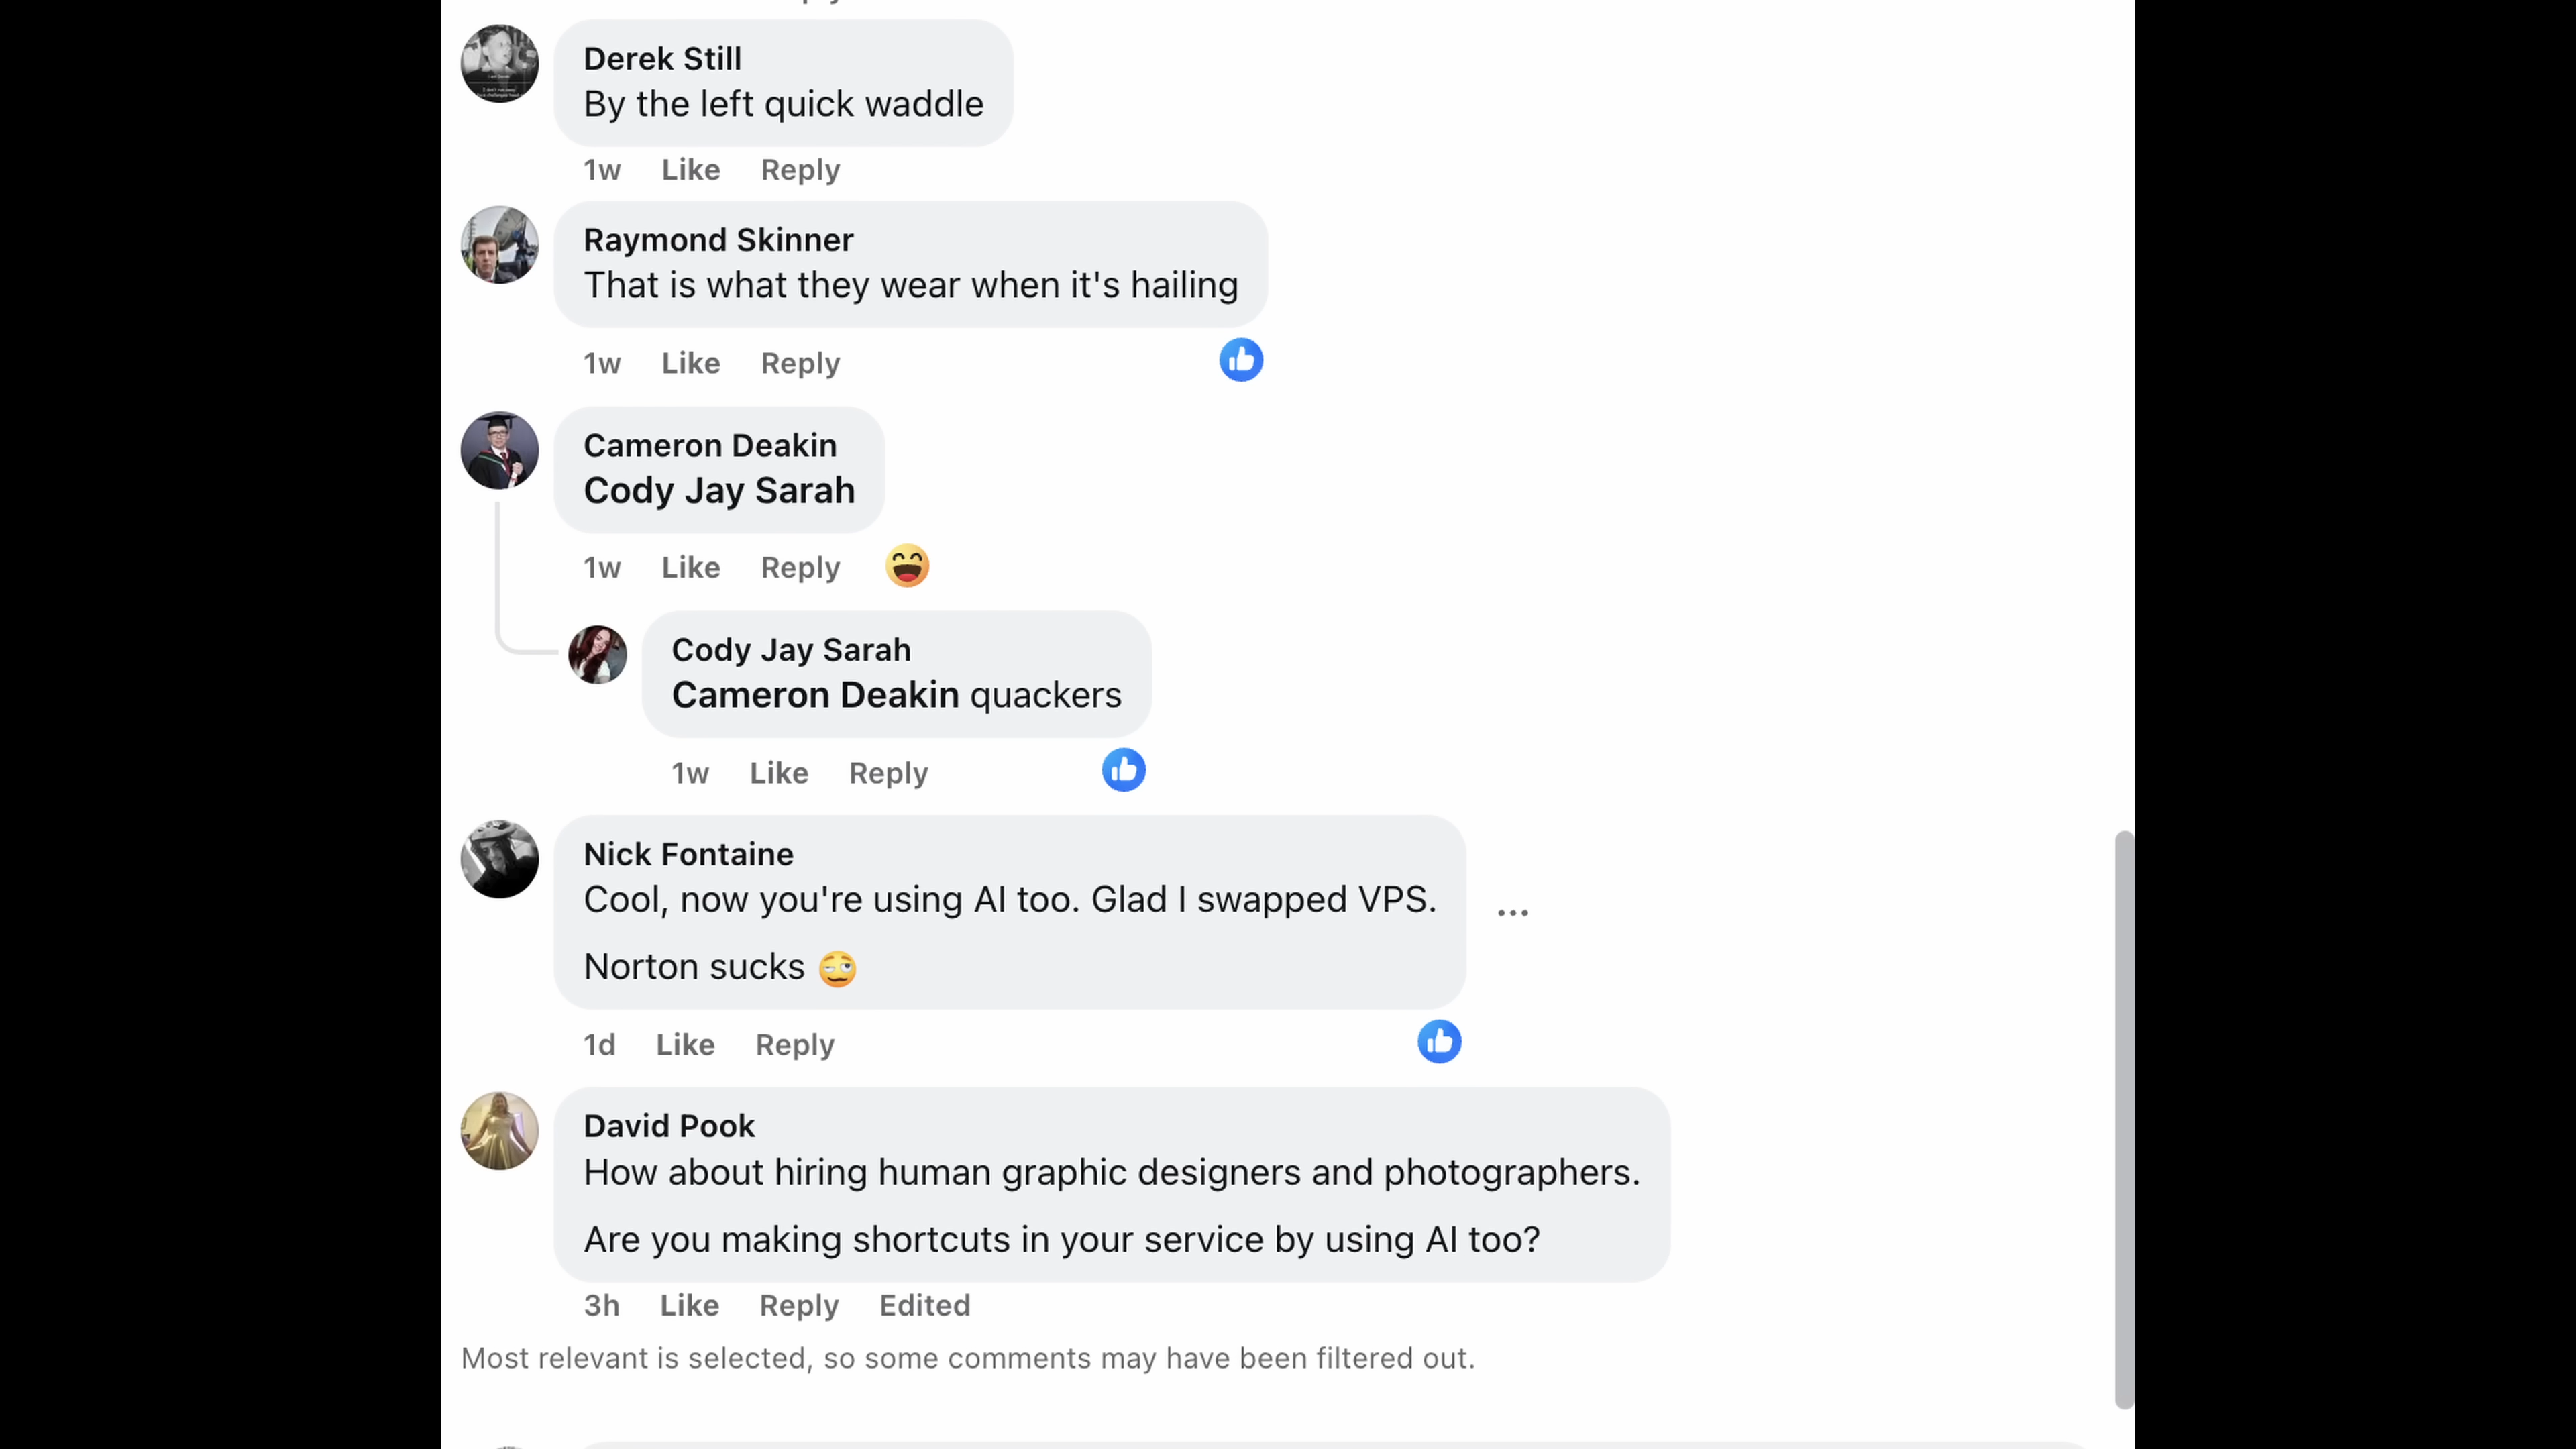 Derek Still
By the left quick waddle
1w Like Reply
Raymond Skinner
That is what they wear when it's hailing
1w Like Reply
Cameron Deakin
Cody Jay Sarah
1w Like Reply
Cody Jay Sarah
Cameron Deakin quackers
1w Like Reply
Nick Fontaine
Cool, now you're using AI too. Glad I swapped VPS.
Norton sucks 🥴
1d Like Reply
David Pook
How about hiring human graphic designers and photographers.
Are you making shortcuts in your service by using AI too?
3h Like Reply Edited
Most relevant is selected, so some comments may have been filtered out.